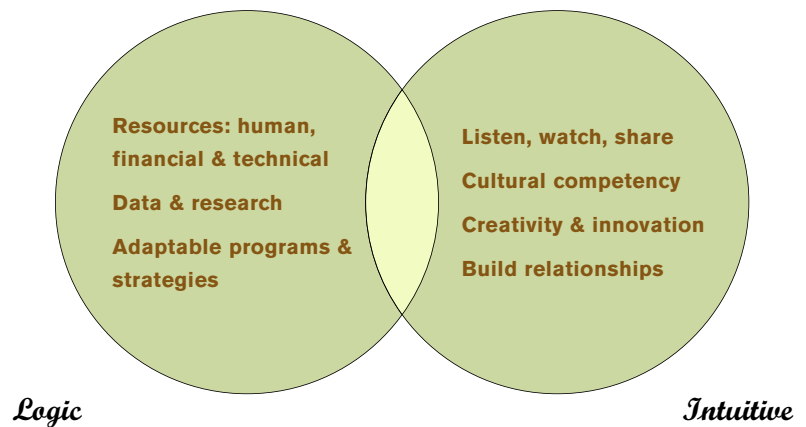 Resources: human,
financial & technical
Data & research
Adaptable programs &
strategies
Listen, watch, share
Cultural competency
Creativity & innovation
Build relationships
Logic
Intuitive